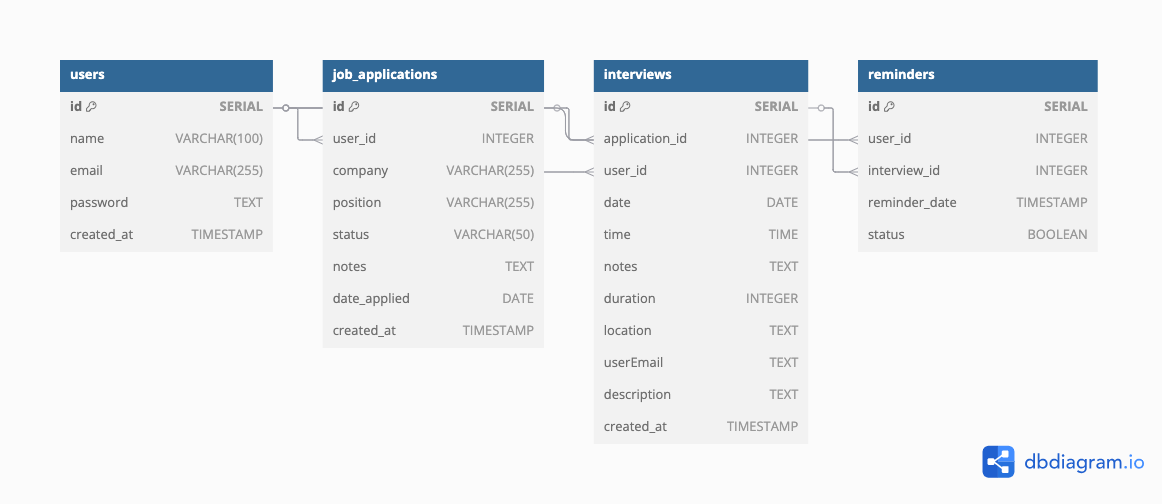 users
id SERIAL
name VARCHAR(100)
email VARCHAR(255)
password TEXT
created_at TIMESTAMP
job_applications
id SERIAL
user_id INTEGER
company VARCHAR(255)
position VARCHAR(255)
status VARCHAR(50)
notes TEXT
date_applied DATE
created_at TIMESTAMP
interviews
id SERIAL
application_id INTEGER
user_id INTEGER
date DATE
time TIME
notes TEXT
duration INTEGER
location TEXT
userEmail TEXT
description TEXT
created_at TIMESTAMP
reminders
id SERIAL
user_id INTEGER
interview_id INTEGER
reminder_date TIMESTAMP
status BOOLEAN
dbdiagram.io